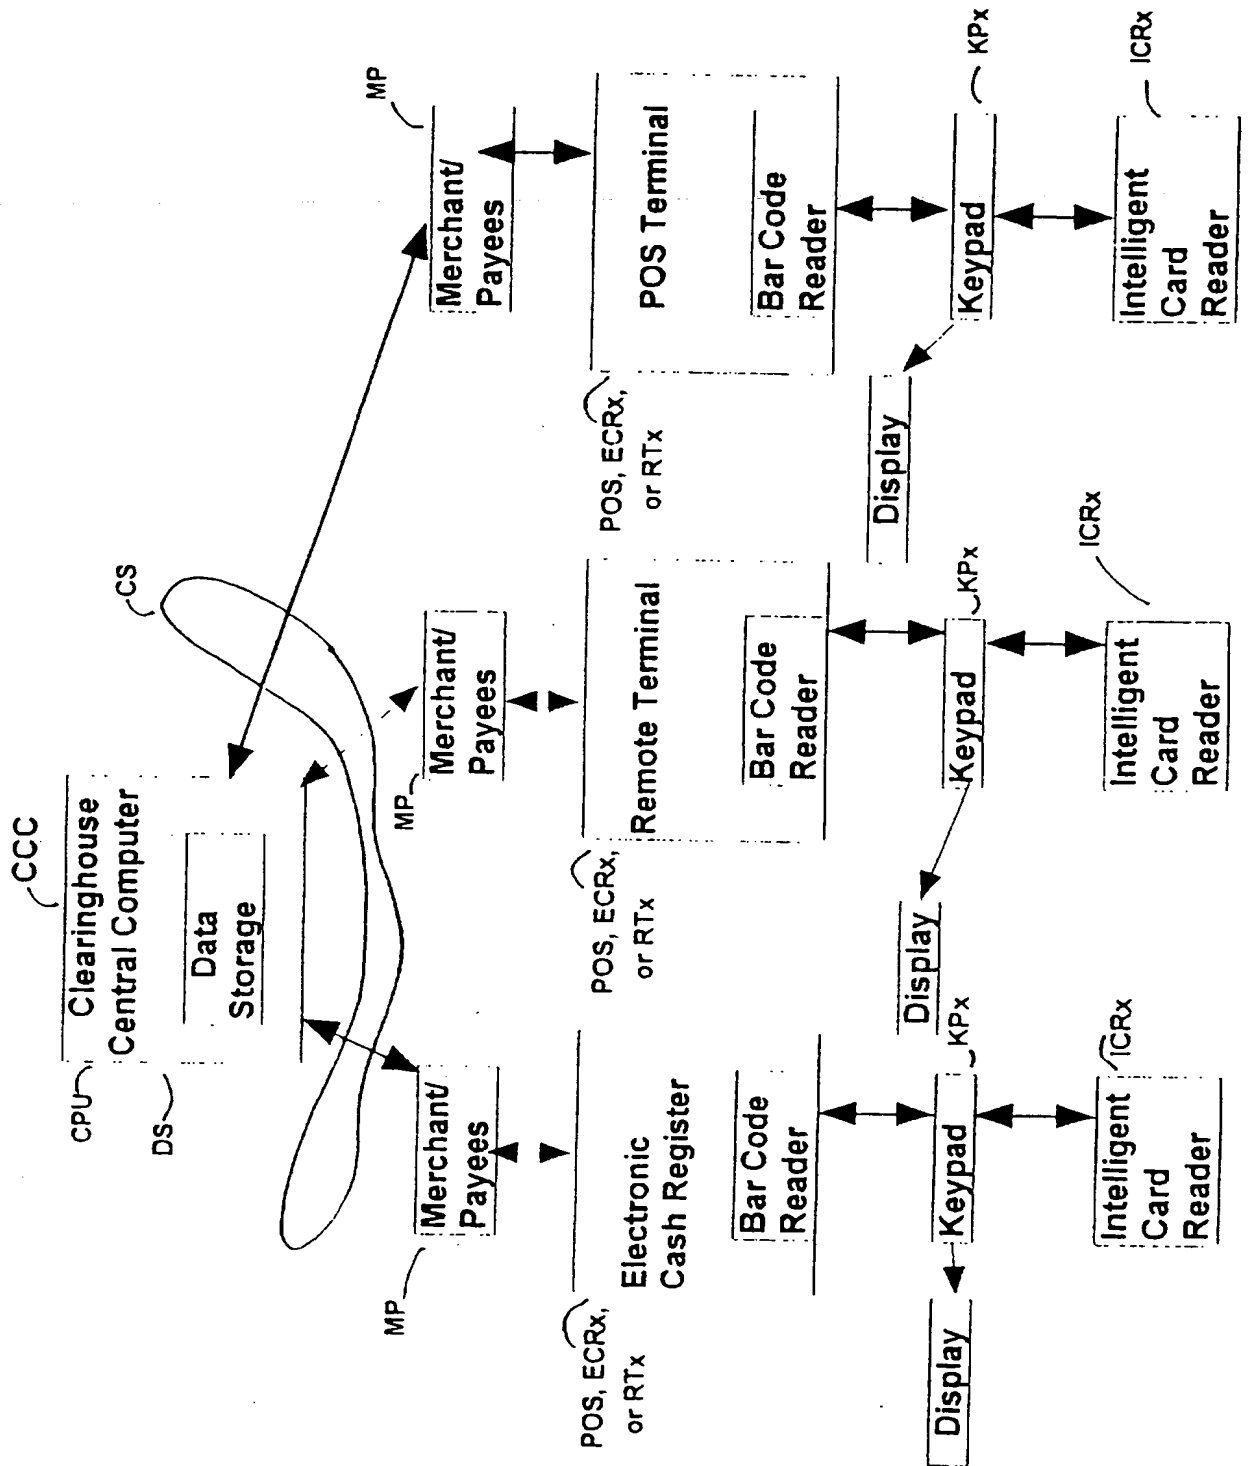 CCC
CPU
Clearinghouse
Central Computer
DS
Data
Storage
CS
MP
Merchant/
Payees
MP
Merchant/
Payees
MP
Merchant/
Payees
POS, ECRx,
or RTx
Electronic
Cash Register
Bar Code
Reader
POS, ECRx,
or RTx
Remote Terminal
Bar Code
Reader
POS, ECRx,
or RTx
POS Terminal
Bar Code
Reader
Display
Keypad
KPx
Display
Keypad
KPx
Display
Keypad
KPx
Intelligent
Card
Reader
ICRx
Intelligent
Card
Reader
ICRx
Intelligent
Card
Reader
ICRx